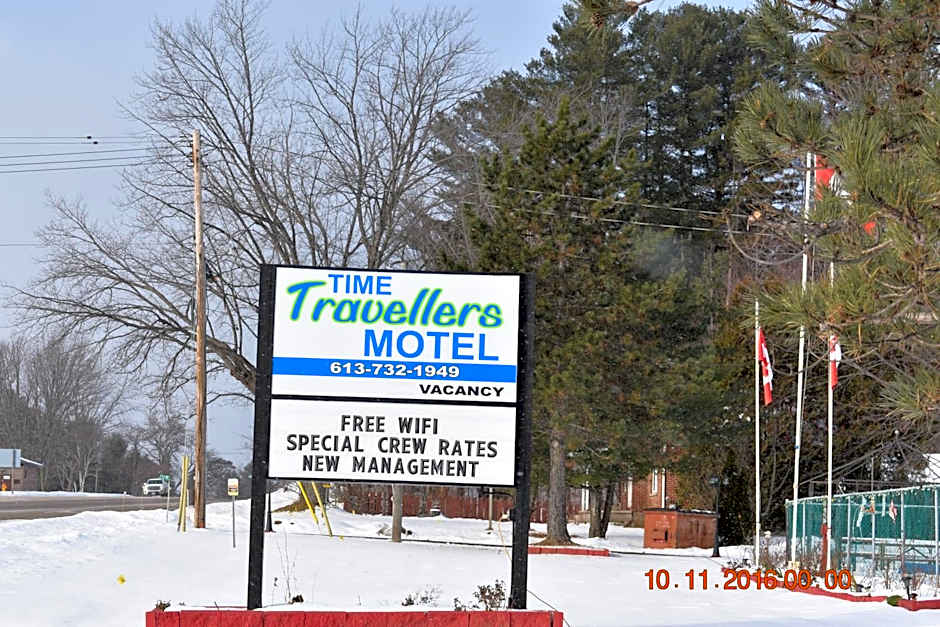 TIME
Travellers
MOTEL
613-732-1949
VACANCY
FREE WIFI
SPECIAL CREW RATES
NEW MANAGEMENT
10.11.2016 00:00